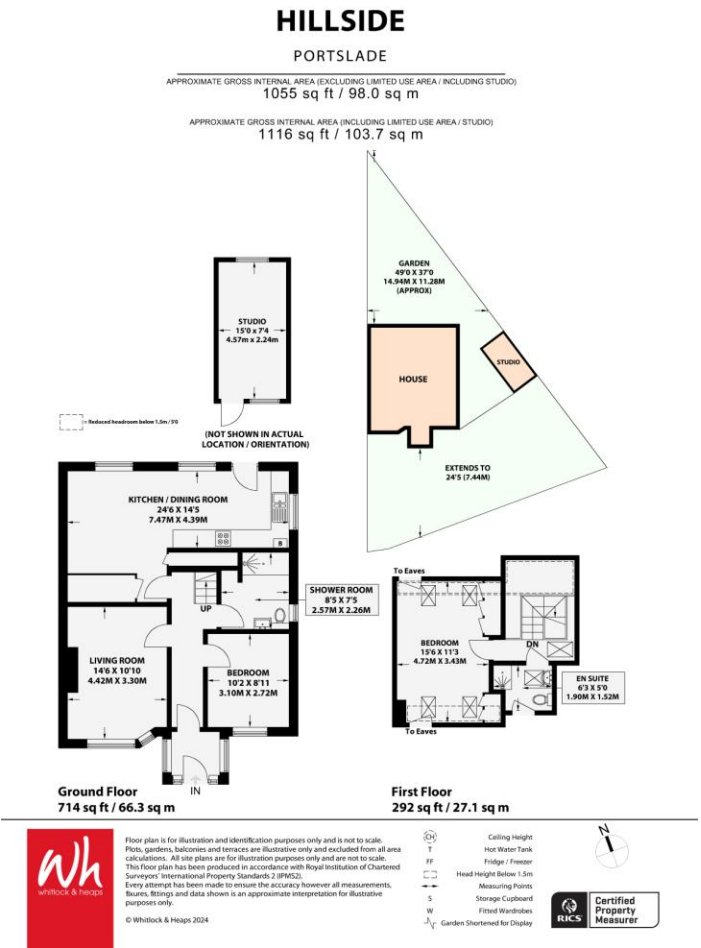 HILLSIDE
PORTSLADE
APPROXIMATE GROSS INTERNAL AREA (EXCLUDING LIMITED USE AREA / INCLUDING STUDIO)
1055 sq ft / 98.0 sq m
APPROXIMATE GROSS INTERNAL AREA (INCLUDING LIMITED USE AREA / STUDIO)
1116 sq ft / 103.7 sq m
GARDEN
49'0 X 37'0
14.94M X 11.28M
(APPROX)
STUDIO
15'0 x 7'4
4.57m x 2.24m
HOUSE
STUDIO
= Reduced headroom below 1.5m / 5'0
(NOT SHOWN IN ACTUAL
LOCATION / ORIENTATION)
EXTENDS TO
24'5 (7.44M)
KITCHEN / DINING ROOM
24'6 X 14'5
7.47M X 4.39M
B
UP
SHOWER ROOM
8'5 X 7'5
2.57M X 2.26M
LIVING ROOM
14'6 X 10'10
4.42M X 3.30M
BEDROOM
10'2 X 8'11
3.10M X 2.72M
IN
To Eaves
BEDROOM
15'6 X 11'3
4.72M X 3.43M
DN
EN SUITE
6'3 X 5'0
1.90M X 1.52M
To Eaves
Ground Floor
714 sq ft / 66.3 sq m
First Floor
292 sq ft / 27.1 sq m
wh
whitlock & heaps
Floor plan is for illustration and identification purposes only and is not to scale.
Plots, gardens, balconies and terraces are illustrative only and excluded from all area
calculations. All site plans are for illustration purposes only and are not to scale.
This floor plan has been produced in accordance with Royal Institution of Chartered
Surveyors' International Property Standards 2 (IPMS2).
Every attempt has been made to ensure the accuracy however all measurements,
fixures, fittings and data shown is an approximate interpretation for illustrative
purposes only.
© Whitlock & Heaps 2024
CH Ceiling Height
T Hot Water Tank
FF Fridge / Freezer
Head Height Below 1.5m
Measuring Points
S Storage Cupboard
W Fitted Wardrobes
Garden Shortened for Display
N
RICS
Certified
Property
Measurer